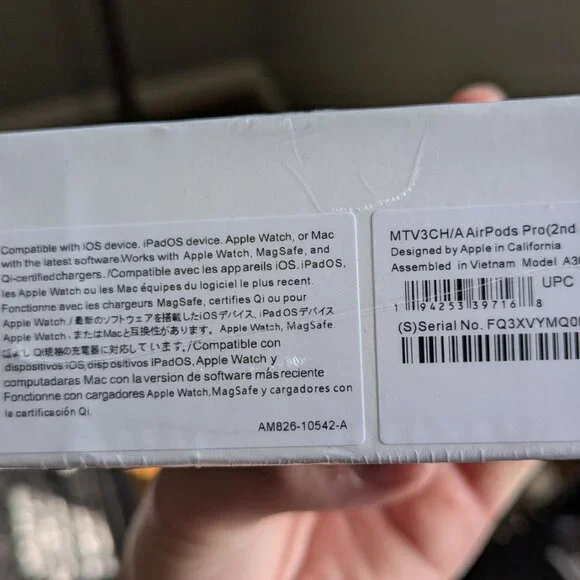 Compatible with iOS device. iPadOS device. Apple Watch, or Mac
with the latest software.Works with Apple Watch, MagSafe, and
Qi-certifiedchargers./Compatible avec les appareils iOS. iPadOS,
les Apple Watch ou les Mac équipes du logiciel le plus recent.
Fonctionne avec les chargeurs MagSafe, certifies Qi ou pour
Apple Watch./最新のソフトウェアを搭載したiOSデバイス, iPadOSデバイス
Apple Watch. またはMacと互換性があります。 Apple Watch, MagSafe
Qi規格の充電器に対応して います。/Compatible con
dispositivos iOS,dispositivos iPadOS,Apple Watch y
computadoras Mac con la version de software más reciente
Fonctionne con cargadores Apple Watch,MagSafe y cargadores con
la certificación Qi.
AM826-10542-A
MTV3CH/A AirPods Pro(2nd
Designed by Apple in California
Assembled in Vietnam Model
UPC
1 94253 39716 8
(S)Serial No. FQ3XVYMQ0